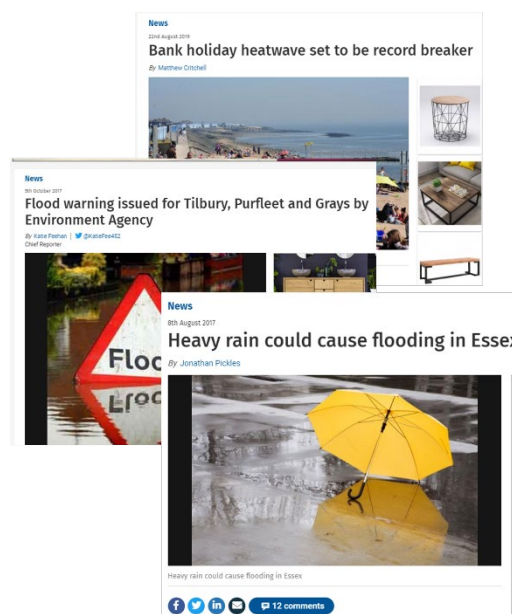 News
22nd August 2019
Bank holiday heatwave set to be record breaker
By Matthew Critchell
News
9th October 2017
Flood warning issued for Tilbury, Purfleet and Grays by
Environment Agency
By Katie Feehan | @KatieFee452
Chief Reporter
Floo
News
8th August 2017
Heavy rain could cause flooding in Essex
By Jonathan Pickles
Heavy rain could cause flooding in Essex
12 comments